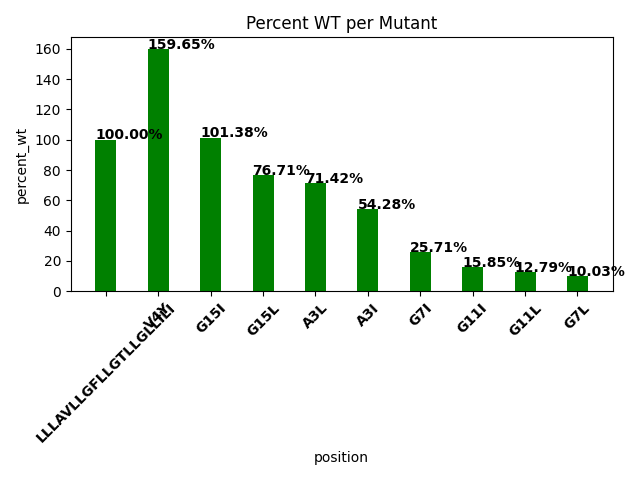 Percent WT per Mutant
percent_wt
160
140
120
100
80
60
40
20
0
100.00%
159.65%
101.38%
76.71%
71.42%
54.28%
25.71%
15.85%
12.79%
10.03%
LLLAVLLGFLLGTLLGLLILI
V4Y
G15I
G15L
A3L
A3I
G7I
G11I
G11L
G7L
position